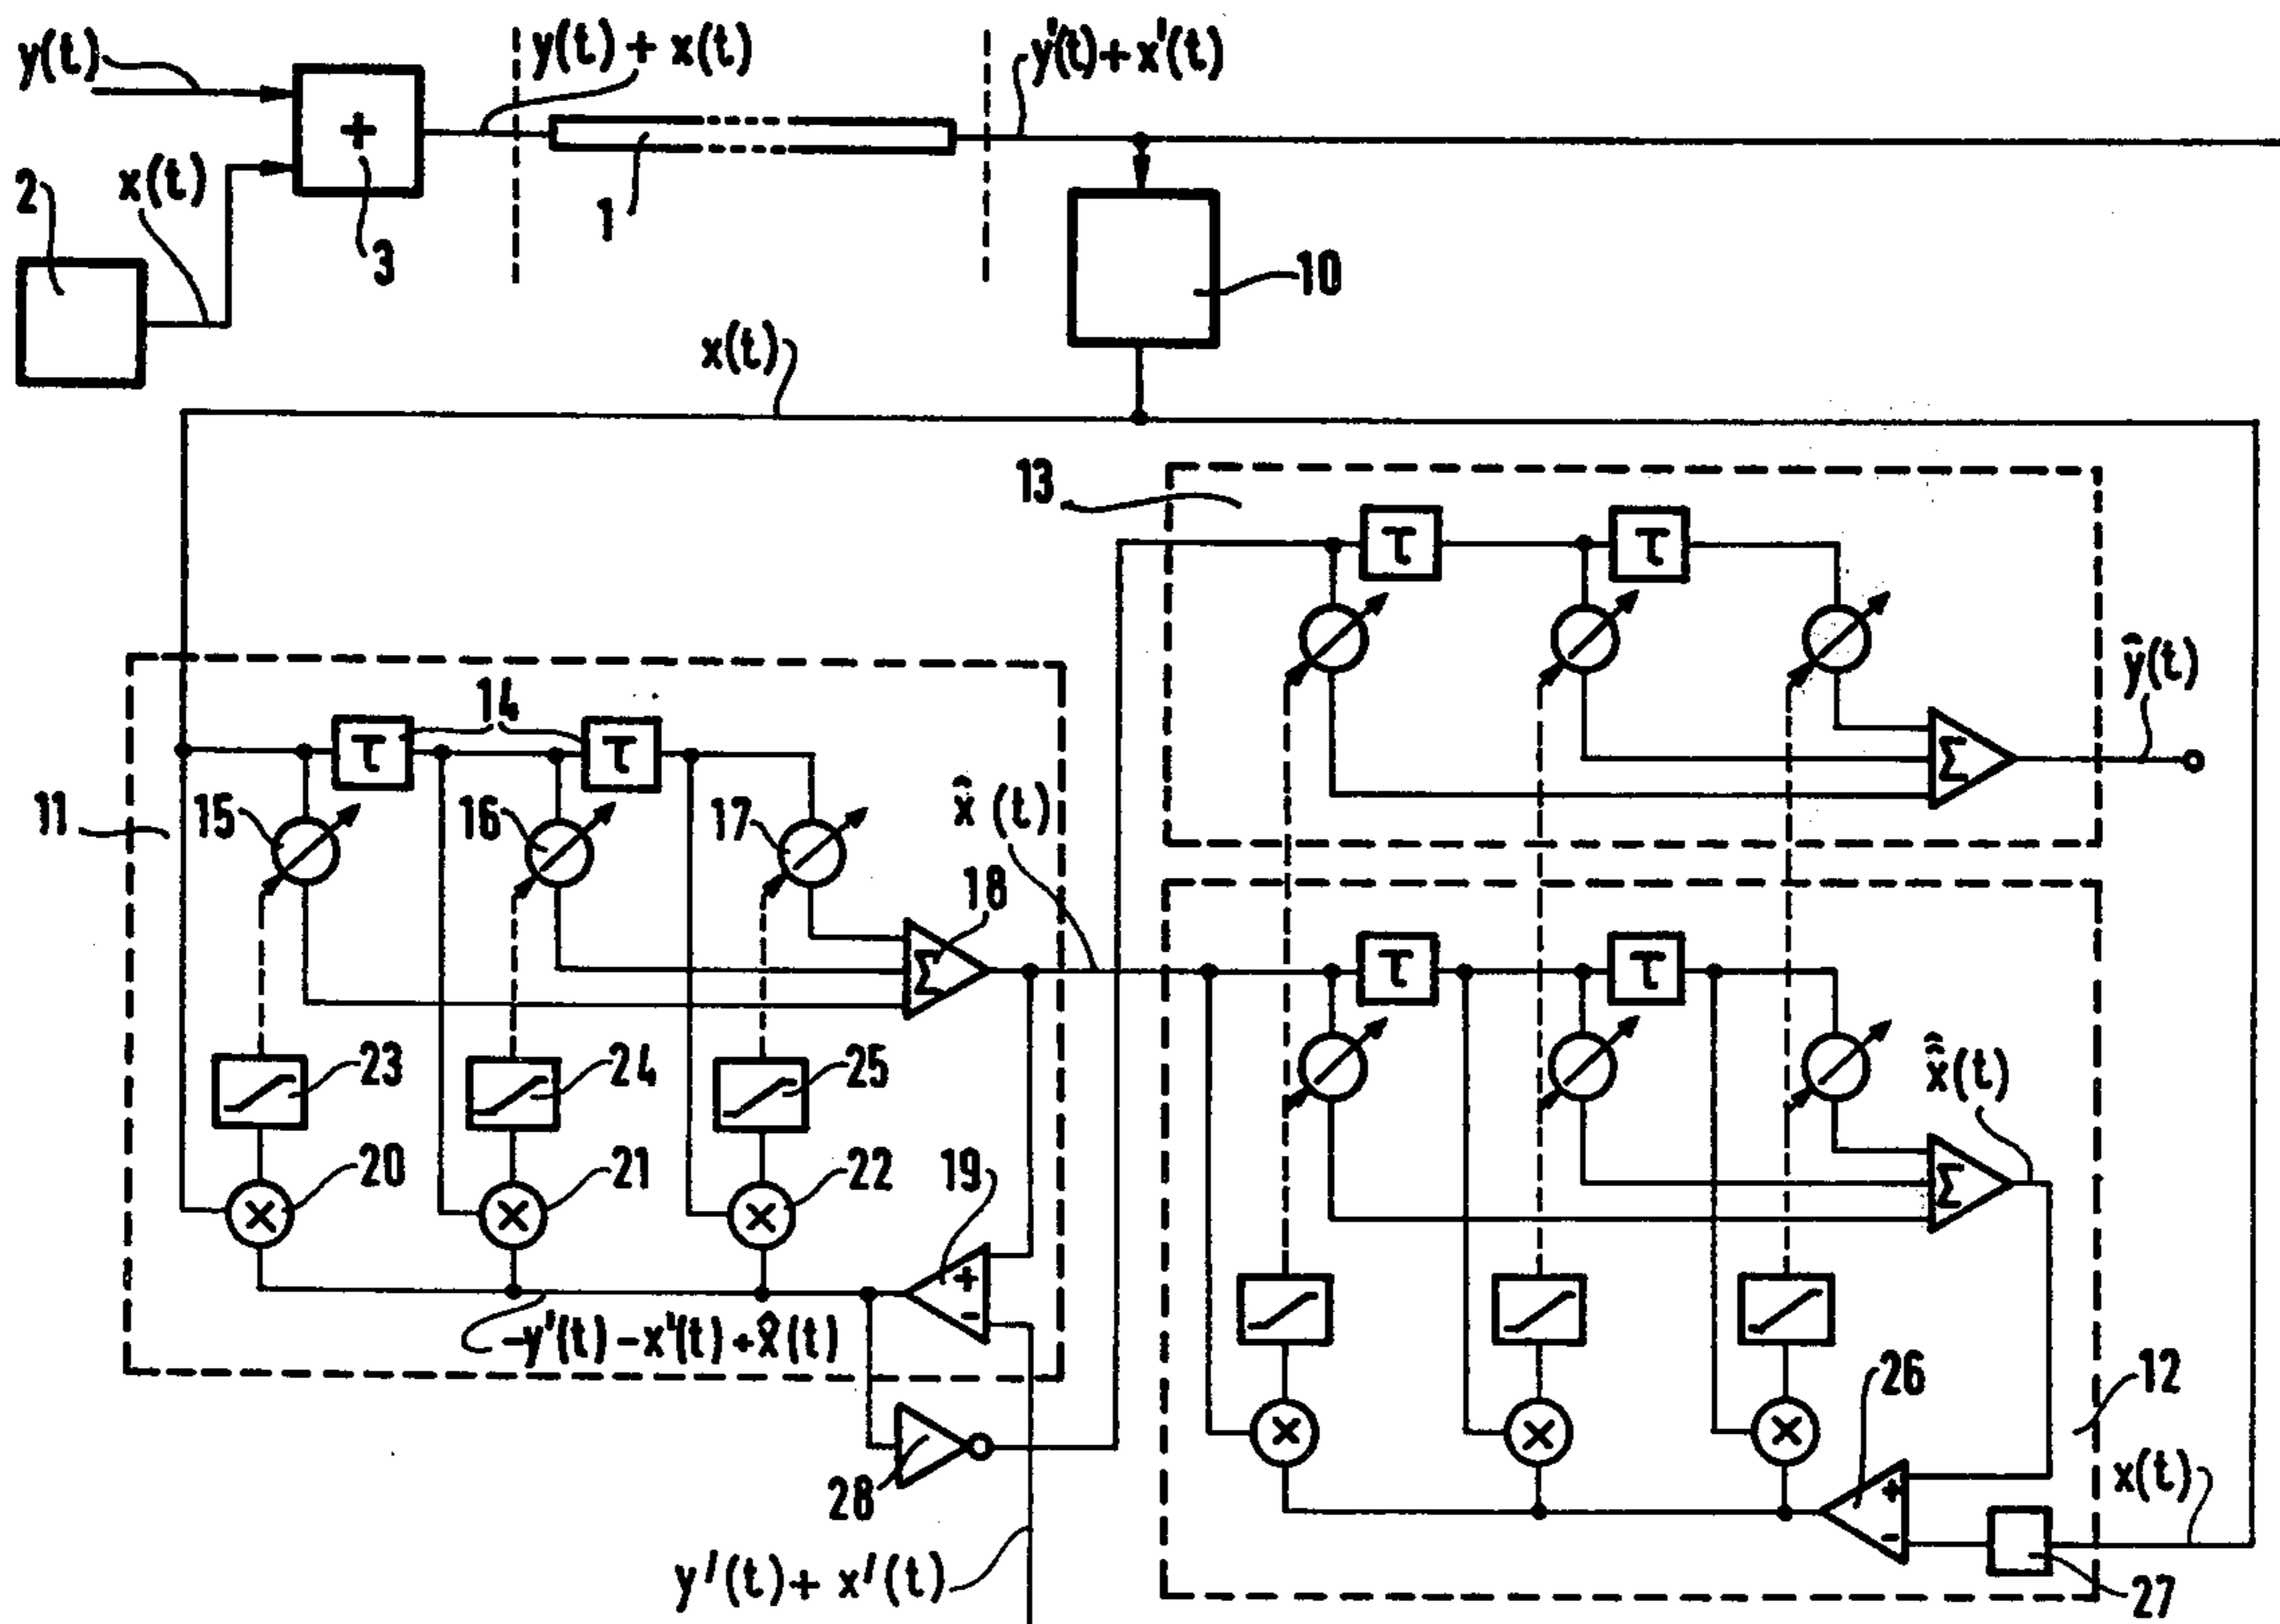 y(t)
y(t) + x(t)
y'(t) + x'(t)
+
2
x(t)
3
1
10
x(t)
13
τ
τ
ŷ(t)
14
τ
τ
11
15
16
17
x̂ (t)
18
Σ
Σ
τ
τ
23
24
25
x̂̂(t)
20
21
22
19
×
×
×
+
-
Σ
-y'(t) - x'(t) + x̂(t)
26
12
×
×
×
28
x(t)
+
-
y'(t) + x'(t)
27